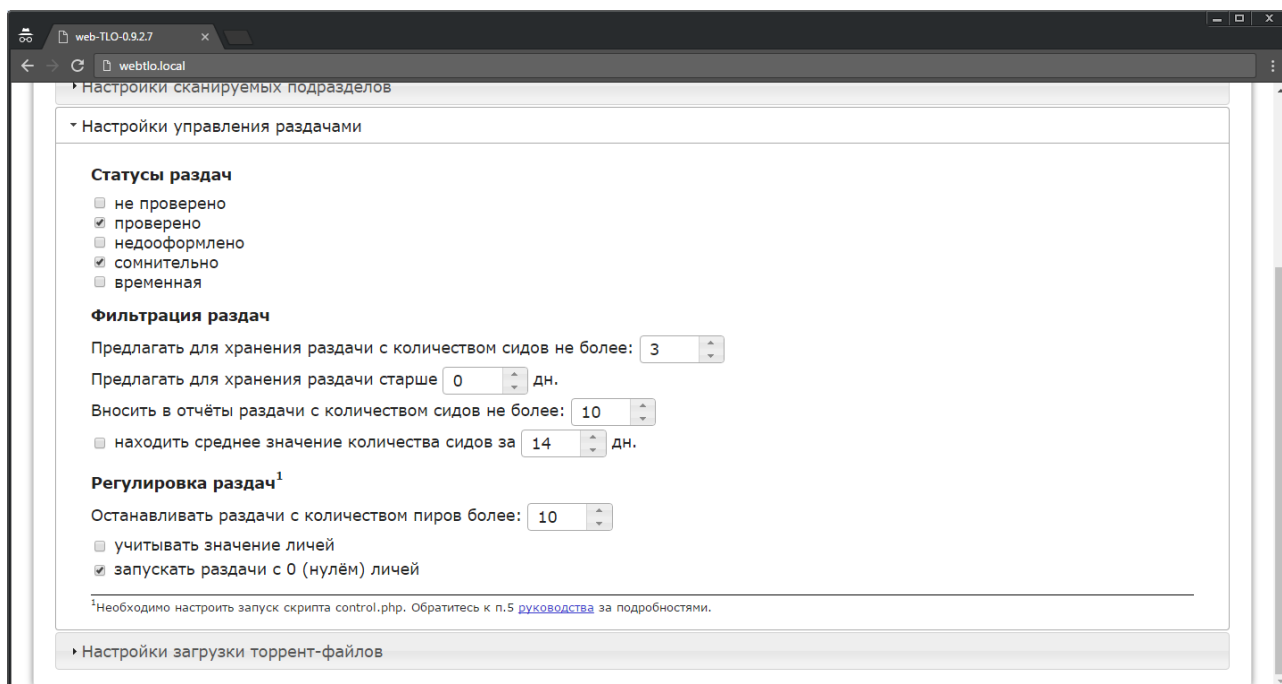 web-TLO-0.9.2.7
webtlo.local
Настройки сканируемых подразделов
Настройки управления раздачами
Статусы раздач
не проверено
проверено
недооформлено
сомнительно
временная
Фильтрация раздач
Предлагать для хранения раздачи с количеством сидов не более: 3
Предлагать для хранения раздачи старше 0 дн.
Вносить в отчёты раздачи с количеством сидов не более: 10
находить среднее значение количества сидов за 14 дн.
Регулировка раздач1
Останавливать раздачи с количеством пиров более: 10
учитывать значение личей
запускать раздачи с 0 (нулём) личей
1Необходимо настроить запуск скрипта control.php. Обратитесь к п.5 руководства за подробностями.
Настройки загрузки торрент-файлов